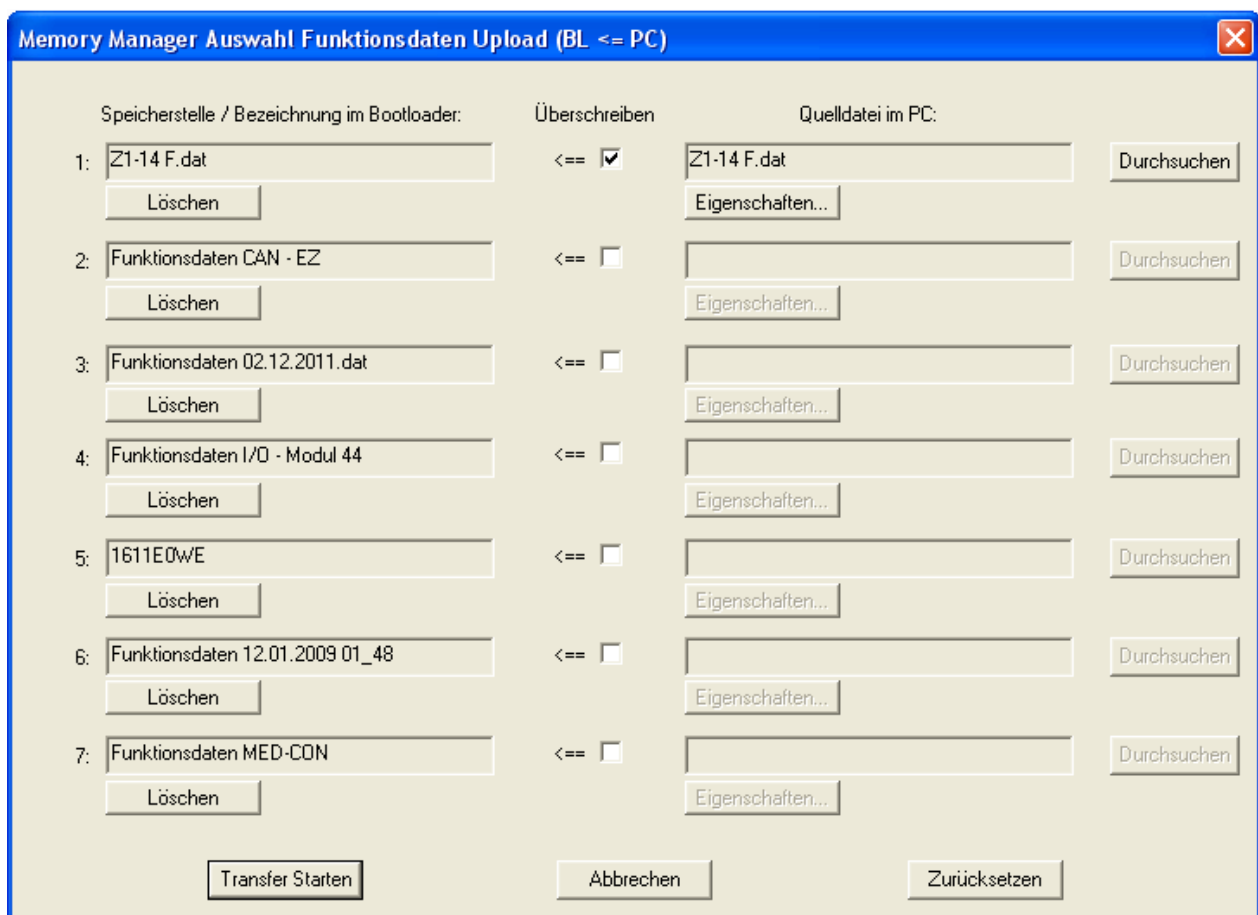 Memory Manager Auswahl Funktionsdaten Upload (BL <= PC)
Speicherstelle / Bezeichnung im Bootloader: Überschreiben Quelldatei im PC:
1: Z1-14 F.dat <== Z1-14 F.dat Durchsuchen
Löschen Eigenschaften...
2: Funktionsdaten CAN - EZ <== Durchsuchen
Löschen Eigenschaften...
3: Funktionsdaten 02.12.2011.dat <== Durchsuchen
Löschen Eigenschaften...
4: Funktionsdaten I/O - Modul 44 <== Durchsuchen
Löschen Eigenschaften...
5: 1611E0WE <== Durchsuchen
Löschen Eigenschaften...
6: Funktionsdaten 12.01.2009 01_48 <== Durchsuchen
Löschen Eigenschaften...
7: Funktionsdaten MED-CON <== Durchsuchen
Löschen Eigenschaften...
Transfer Starten Abbrechen Zurücksetzen